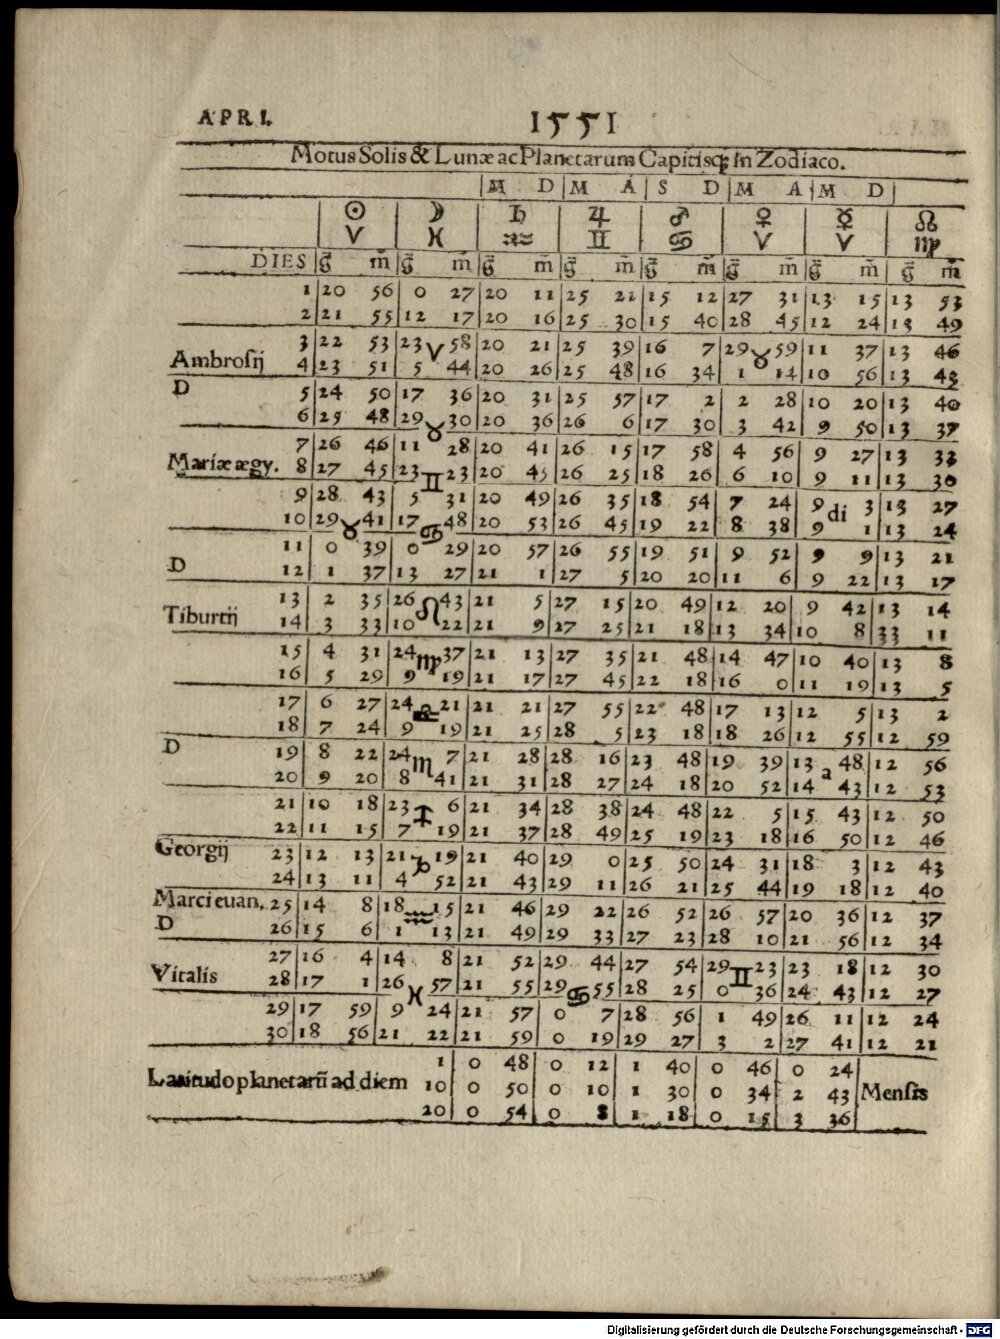 APRI. 1551
Motus Solis & Lunæ ac Planetarum Capitisq̃ in Zodiaco.
M D M A S D M A M D
☉ ☽ ♄ ♃ ♂ ♀ ☿ ☊
♈ ♓ ♒ ♊ ♋ ♈ ♈ ♍
DIES g̃ m̃ g̃ m̃ g̃ m̃ g̃ m̃ g̃ m̃ g̃ m̃ g̃ m̃ g̃ m̃
1 20 56 0 27 20 11 25 21 15 12 27 31 13 15 13 53
2 21 55 12 17 20 16 25 30 15 40 28 45 12 24 13 49
3 22 53 23 ♈ 58 20 21 25 39 16 7 29 ♉ 59 11 37 13 46
Ambrosij 4 23 51 5 44 20 26 25 48 16 34 1 14 10 56 13 43
D 5 24 50 17 36 20 31 25 57 17 2 2 28 10 20 13 40
6 25 48 29 ♉ 30 20 36 26 6 17 30 3 42 9 50 13 37
7 26 46 11 28 20 41 26 15 17 58 4 56 9 27 13 33
Mariæ ægy. 8 27 45 23 ♊ 23 20 45 26 25 18 26 6 10 9 11 13 30
9 28 43 5 31 20 49 26 35 18 54 7 24 9 di 3 13 27
10 29 ♉ 41 17 ♋ 48 20 53 26 45 19 22 8 38 9 1 13 24
11 0 39 0 29 20 57 26 55 19 51 9 52 9 9 13 21
D 12 1 37 13 27 21 1 27 5 20 20 11 6 9 22 13 17
13 2 35 26 ♌ 43 21 5 27 15 20 49 12 20 9 42 13 14
Tiburtij 14 3 33 10 22 21 9 27 25 21 18 13 34 10 8 33 11
15 4 31 24 ♍ 37 21 13 27 35 21 48 14 47 10 40 13 8
16 5 29 9 19 21 17 27 45 22 18 16 0 11 19 13 5
17 6 27 24 ♎ 21 21 21 27 55 22 48 17 13 12 5 13 2
18 7 24 9 19 21 25 28 5 23 18 18 26 12 55 12 59
D 19 8 22 24 ♏ 7 21 28 28 16 23 48 19 39 13 a 48 12 56
20 9 20 8 41 21 31 28 27 24 18 20 52 14 43 12 53
21 10 18 23 ♐ 6 21 34 28 38 24 48 22 5 15 43 12 50
22 11 15 7 19 21 37 28 49 25 19 23 18 16 50 12 46
Georgij 23 12 13 21 ♑ 19 21 40 29 0 25 50 24 31 18 3 12 43
24 13 11 4 52 21 43 29 11 26 21 25 44 19 18 12 40
Marci euan. 25 14 8 18 ♒ 15 21 46 29 22 26 52 26 57 20 36 12 37
D 26 15 6 1 13 21 49 29 33 27 23 28 10 21 56 12 34
27 16 4 14 8 21 52 29 44 27 54 29 ♊ 23 23 18 12 30
Vitalis 28 17 1 26 ♓ 57 21 55 29 ♋ 55 28 25 0 36 24 43 12 27
29 17 59 9 24 21 57 0 7 28 56 1 49 26 11 12 24
30 18 56 21 22 21 59 0 19 29 27 3 2 27 41 12 21
1 0 48 0 12 1 40 0 46 0 24
Latitudo planetarũ ad diem 10 0 50 0 10 1 30 0 34 2 43 Mensis
20 0 54 0 8 1 18 0 15 3 36
Digitalisierung gefördert durch die Deutsche Forschungsgemeinschaft - DFG